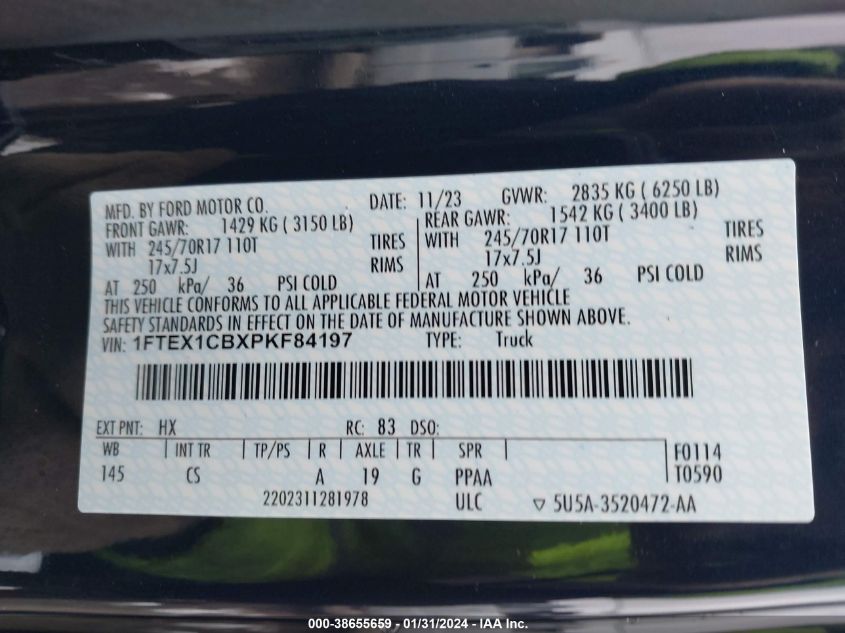 MFD. BY FORD MOTOR CO. DATE: 11/23 GVWR: 2835 KG ( 6250 LB)
FRONT GAWR: 1429 KG ( 3150 LB) REAR GAWR: 1542 KG ( 3400 LB)
WITH 245/70R17 110T TIRES WITH 245/70R17 110T TIRES
17x7.5J RIMS 17x7.5J RIMS
AT 250 kPa/ 36 PSI COLD AT 250 kPa/ 36 PSI COLD
THIS VEHICLE CONFORMS TO ALL APPLICABLE FEDERAL MOTOR VEHICLE
SAFETY STANDARDS IN EFFECT ON THE DATE OF MANUFACTURE SHOWN ABOVE.
VIN: 1FTEX1CBXPKF84197 TYPE: Truck
EXT PNT: HX RC: 83 DSO:
WB INT TR TP/PS R AXLE TR SPR F0114
145 CS A 19 G PPAA T0590
2202311281978 ULC ▽ 5U5A-3520472-AA
000-38655659 - 01/31/2024 - IAA Inc.